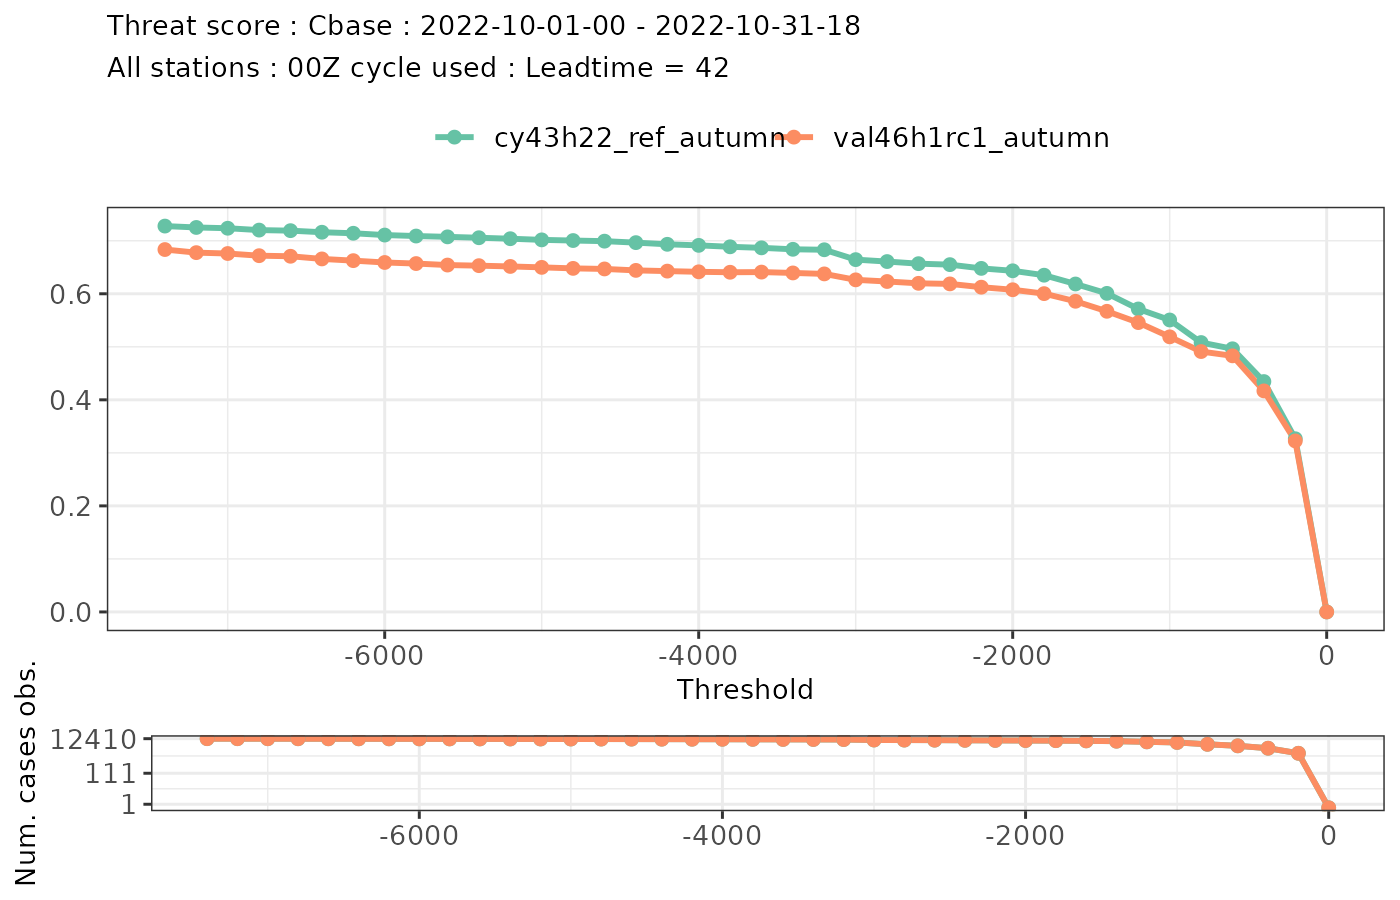 Threat score : Cbase : 2022-10-01-00 - 2022-10-31-18
All stations : 00Z cycle used : Leadtime = 42
cy43h22_ref_autumn val46h1rc1_autumn
0.6
0.4
0.2
0.0
-6000 -4000 -2000 0
Threshold
Num. cases obs.
12410
111
1
-6000 -4000 -2000 0